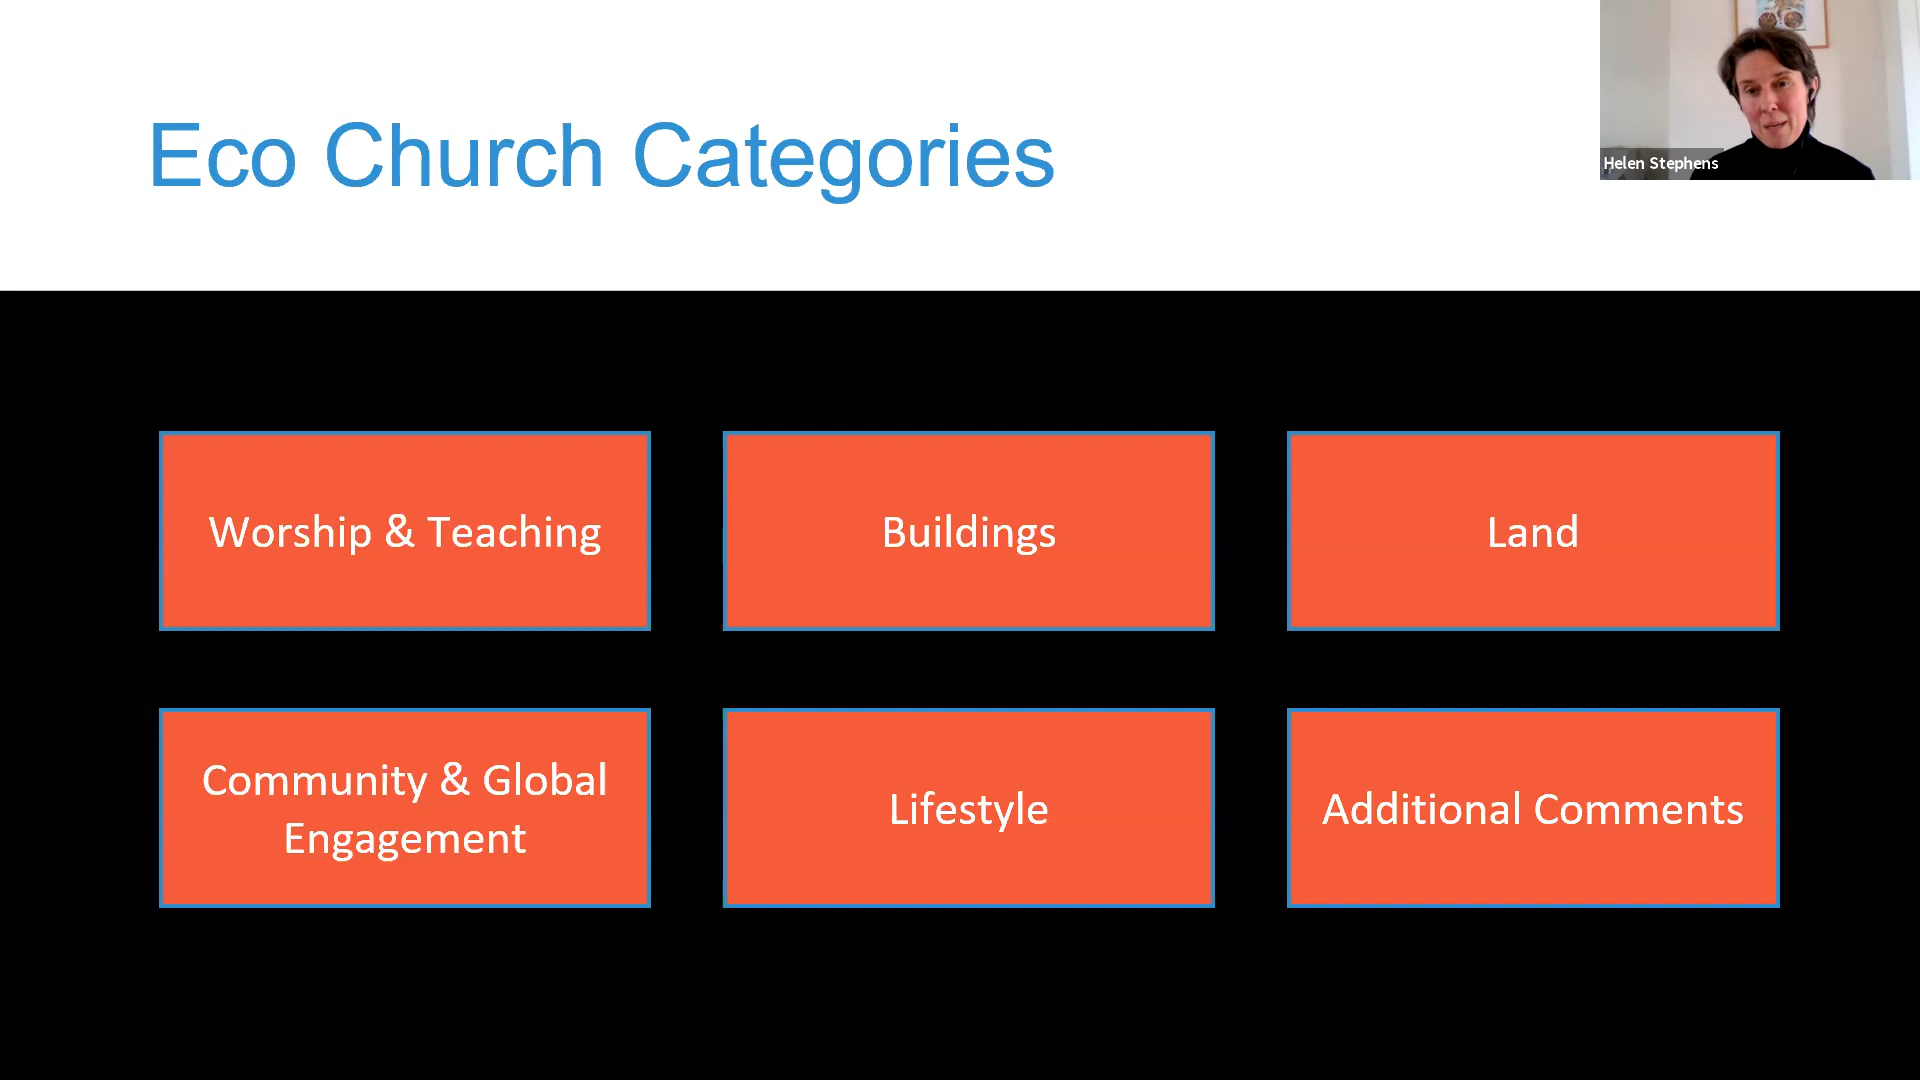 Eco Church Categories
Helen Stephens
Worship & Teaching
Buildings
Land
Community & Global
Engagement
Lifestyle
Additional Comments